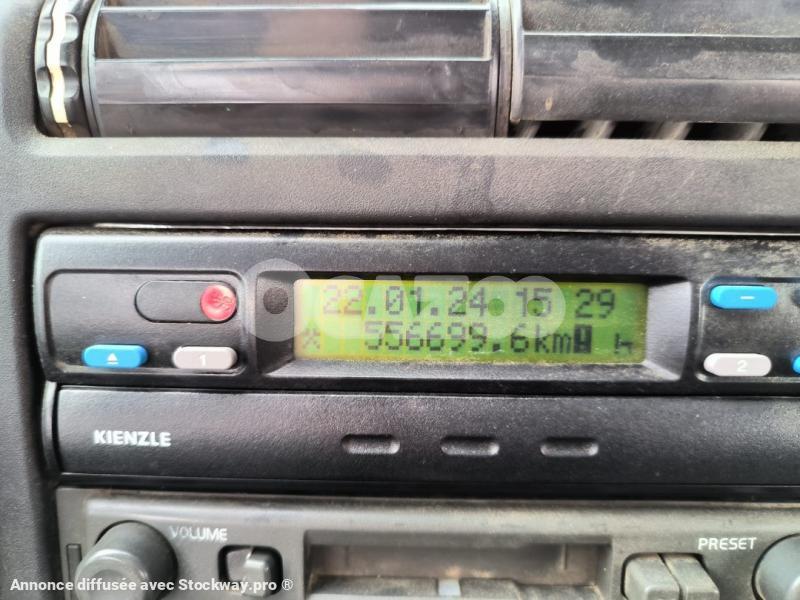 22.01.24 15 29
556699.6km!
1
2
KIENZLE
VOLUME
PRESET
Annonce diffusée avec Stockway.pro ®